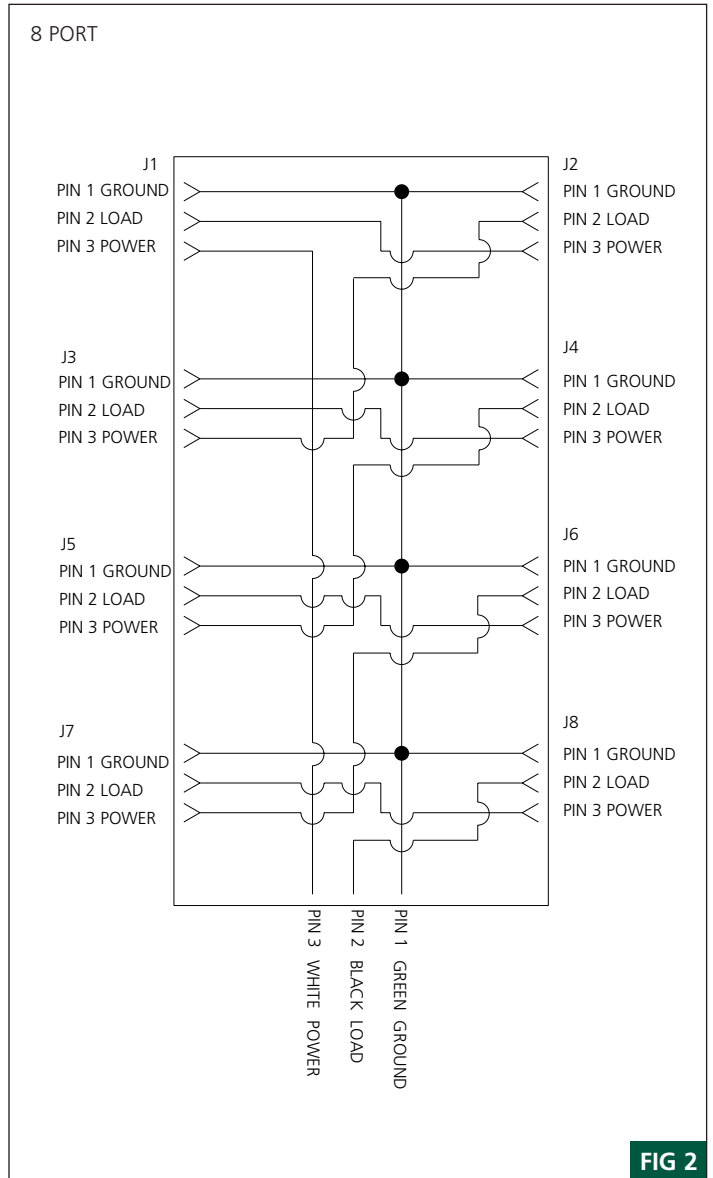 8 PORT
J1
PIN 1 GROUND
PIN 2 LOAD
PIN 3 POWER
J2
PIN 1 GROUND
PIN 2 LOAD
PIN 3 POWER
J3
PIN 1 GROUND
PIN 2 LOAD
PIN 3 POWER
J4
PIN 1 GROUND
PIN 2 LOAD
PIN 3 POWER
J5
PIN 1 GROUND
PIN 2 LOAD
PIN 3 POWER
J6
PIN 1 GROUND
PIN 2 LOAD
PIN 3 POWER
J7
PIN 1 GROUND
PIN 2 LOAD
PIN 3 POWER
J8
PIN 1 GROUND
PIN 2 LOAD
PIN 3 POWER
PIN 3 WHITE POWER
PIN 2 BLACK LOAD
PIN 1 GREEN GROUND
FIG 2